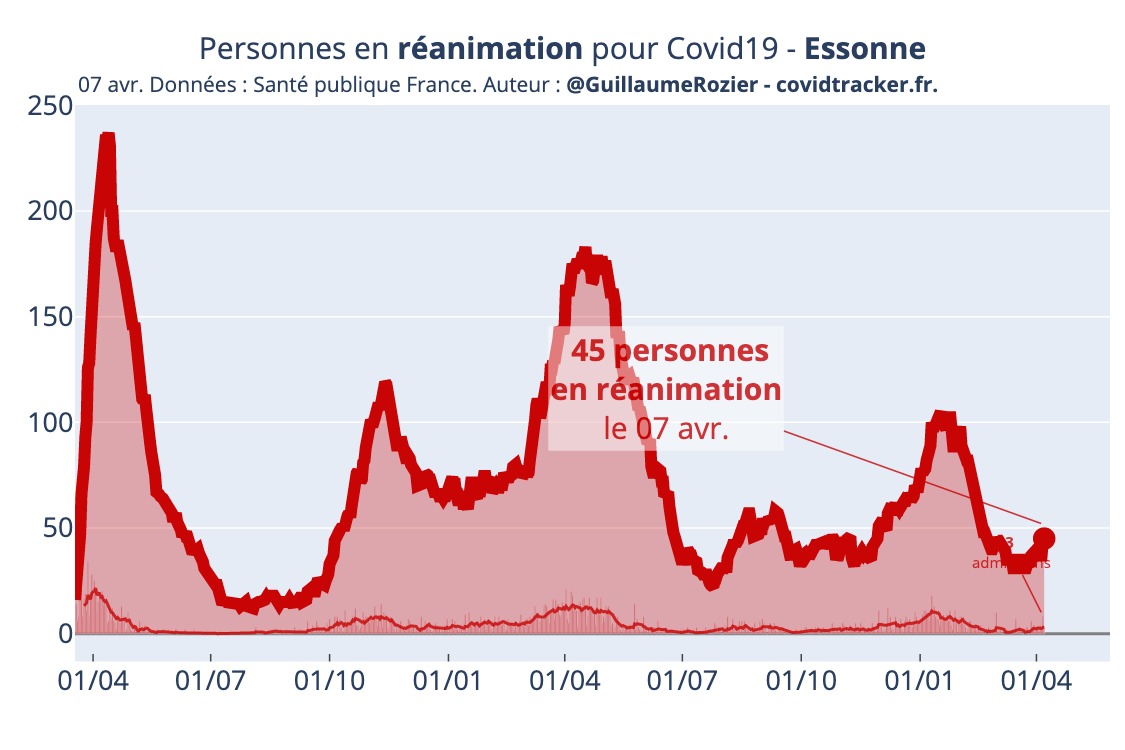 Personnes en réanimation pour Covid19 - Essonne
07 avr. Données : Santé publique France. Auteur : @GuillaumeRozier - covidtracker.fr.
250
200
150
100
50
0
45 personnes
en réanimation
le 07 avr.
01/04 01/07 01/10 01/01 01/04 01/07 01/10 01/01 01/04